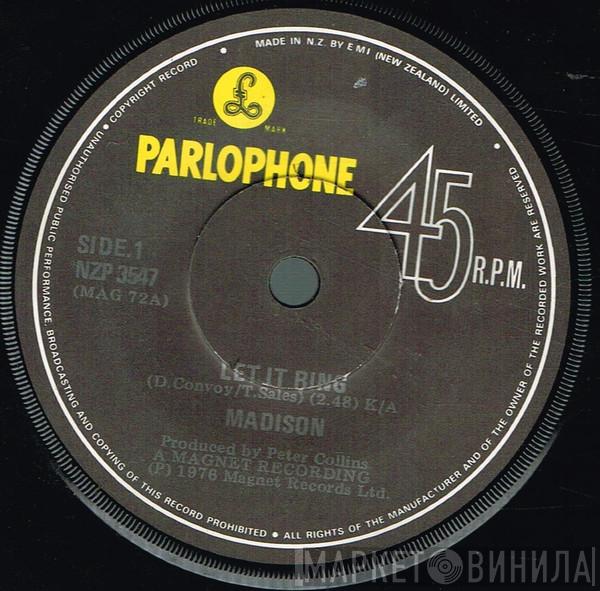 UNAUTHORISED PUBLIC PERFORMANCE, BROADCASTING AND COPYING OF THIS RECORD PROHIBITED ● ALL RIGHTS OF THE MANUFACTURER AND OF THE OWNER OF THE RECORDED WORK ARE RESERVED
● COPYRIGHT RECORD ●
MADE IN N.Z. BY EMI (NEW ZEALAND) LIMITED ●
£
TRADE MARK
PARLOPHONE
45 R.P.M.
SIDE.1
NZP 3547
(MAG 72A)
LET IT RING
(D.Convoy/T.Sales) (2.48) K/A
MADISON
Produced by Peter Collins
A MAGNET RECORDING
(P) 1976 Magnet Records Ltd.
МАРКЕТ ВИНИЛА